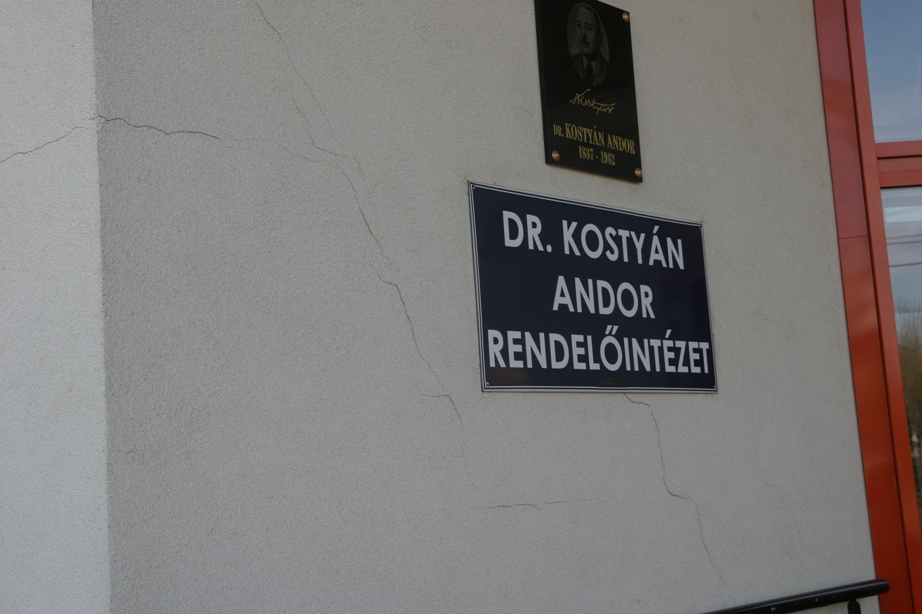 DR. KOSTYÁN ANDOR
1887 - 1962
DR. KOSTYÁN
ANDOR
RENDELŐINTÉZET